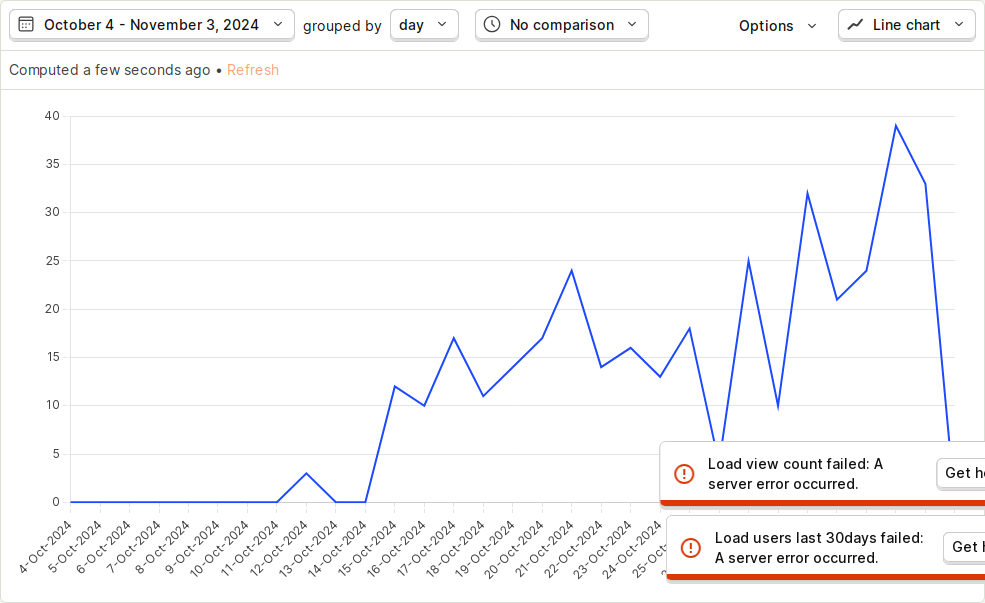 October 4 - November 3, 2024 grouped by day No comparison Options Line chart
Computed a few seconds ago • Refresh
40
35
30
25
20
15
10
5
0
Load view count failed: A
server error occurred.
Get
Load users last 30days failed:
A server error occurred.
Get
4-Oct-2024
5-Oct-2024
6-Oct-2024
7-Oct-2024
8-Oct-2024
9-Oct-2024
10-Oct-2024
11-Oct-2024
12-Oct-2024
13-Oct-2024
14-Oct-2024
15-Oct-2024
16-Oct-2024
17-Oct-2024
18-Oct-2024
19-Oct-2024
20-Oct-2024
21-Oct-2024
22-Oct-2024
23-Oct-2024
24-Oct-2024